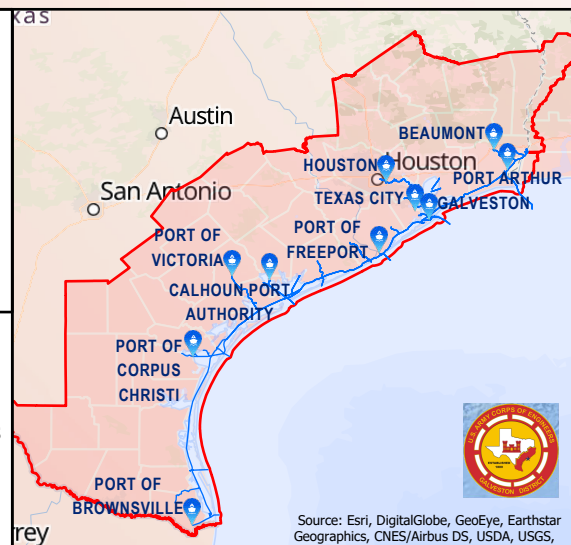 xas
Austin
BEAUMONT
HOUSTON
Houston
PORT ARTHUR
San Antonio
TEXAS CITY
GALVESTON
PORT OF
VICTORIA
PORT OF
FREEPORT
CALHOUN PORT
AUTHORITY
PORT OF
CORPUS
CHRISTI
U.S. ARMY CORPS OF ENGINEERS
GALVESTON DISTRICT
PORT OF
BROWNSVILLE
rrey
Source: Esri, DigitalGlobe, GeoEye, Earthstar
Geographics, CNES/Airbus DS, USDA, USGS,